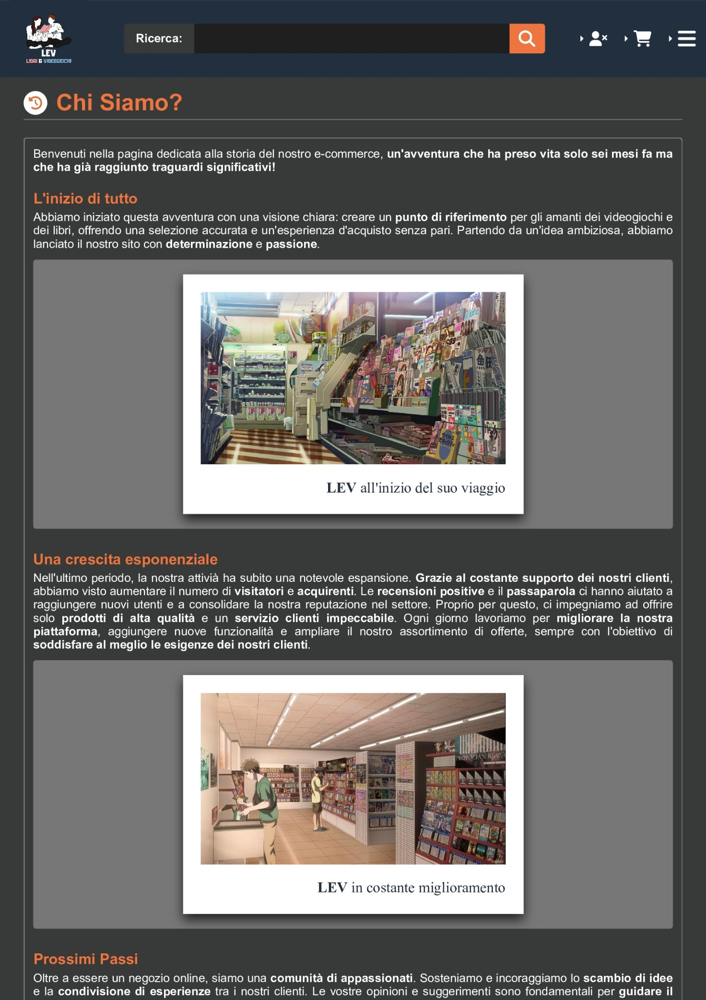 LEV
LIBRI & VIDEOGIOCHI
Ricerca:
Chi Siamo?
Benvenuti nella pagina dedicata alla storia del nostro e-commerce, un'avventura che ha preso vita solo sei mesi fa ma
che ha già raggiunto traguardi significativi!
L'inizio di tutto
Abbiamo iniziato questa avventura con una visione chiara: creare un punto di riferimento per gli amanti dei videogiochi e
dei libri, offrendo una selezione accurata e un'esperienza d'acquisto senza pari. Partendo da un'idea ambiziosa, abbiamo
lanciato il nostro sito con determinazione e passione.
LEV all'inizio del suo viaggio
Una crescita esponenziale
Nell'ultimo periodo, la nostra attivià ha subito una notevole espansione. Grazie al costante supporto dei nostri clienti,
abbiamo visto aumentare il numero di visitatori e acquirenti. Le recensioni positive e il passaparola ci hanno aiutato a
raggiungere nuovi utenti e a consolidare la nostra reputazione nel settore. Proprio per questo, ci impegniamo ad offrire
solo prodotti di alta qualità e un servizio clienti impeccabile. Ogni giorno lavoriamo per migliorare la nostra
piattaforma, aggiungere nuove funzionalità e ampliare il nostro assortimento di offerte, sempre con l'obiettivo di
soddisfare al meglio le esigenze dei nostri clienti.
COMIC
LEV in costante miglioramento
Prossimi Passi
Oltre a essere un negozio online, siamo una comunità di appassionati. Sosteniamo e incoraggiamo lo scambio di idee
e la condivisione di esperienze tra i nostri clienti. Le vostre opinioni e suggerimenti sono fondamentali per guidare il